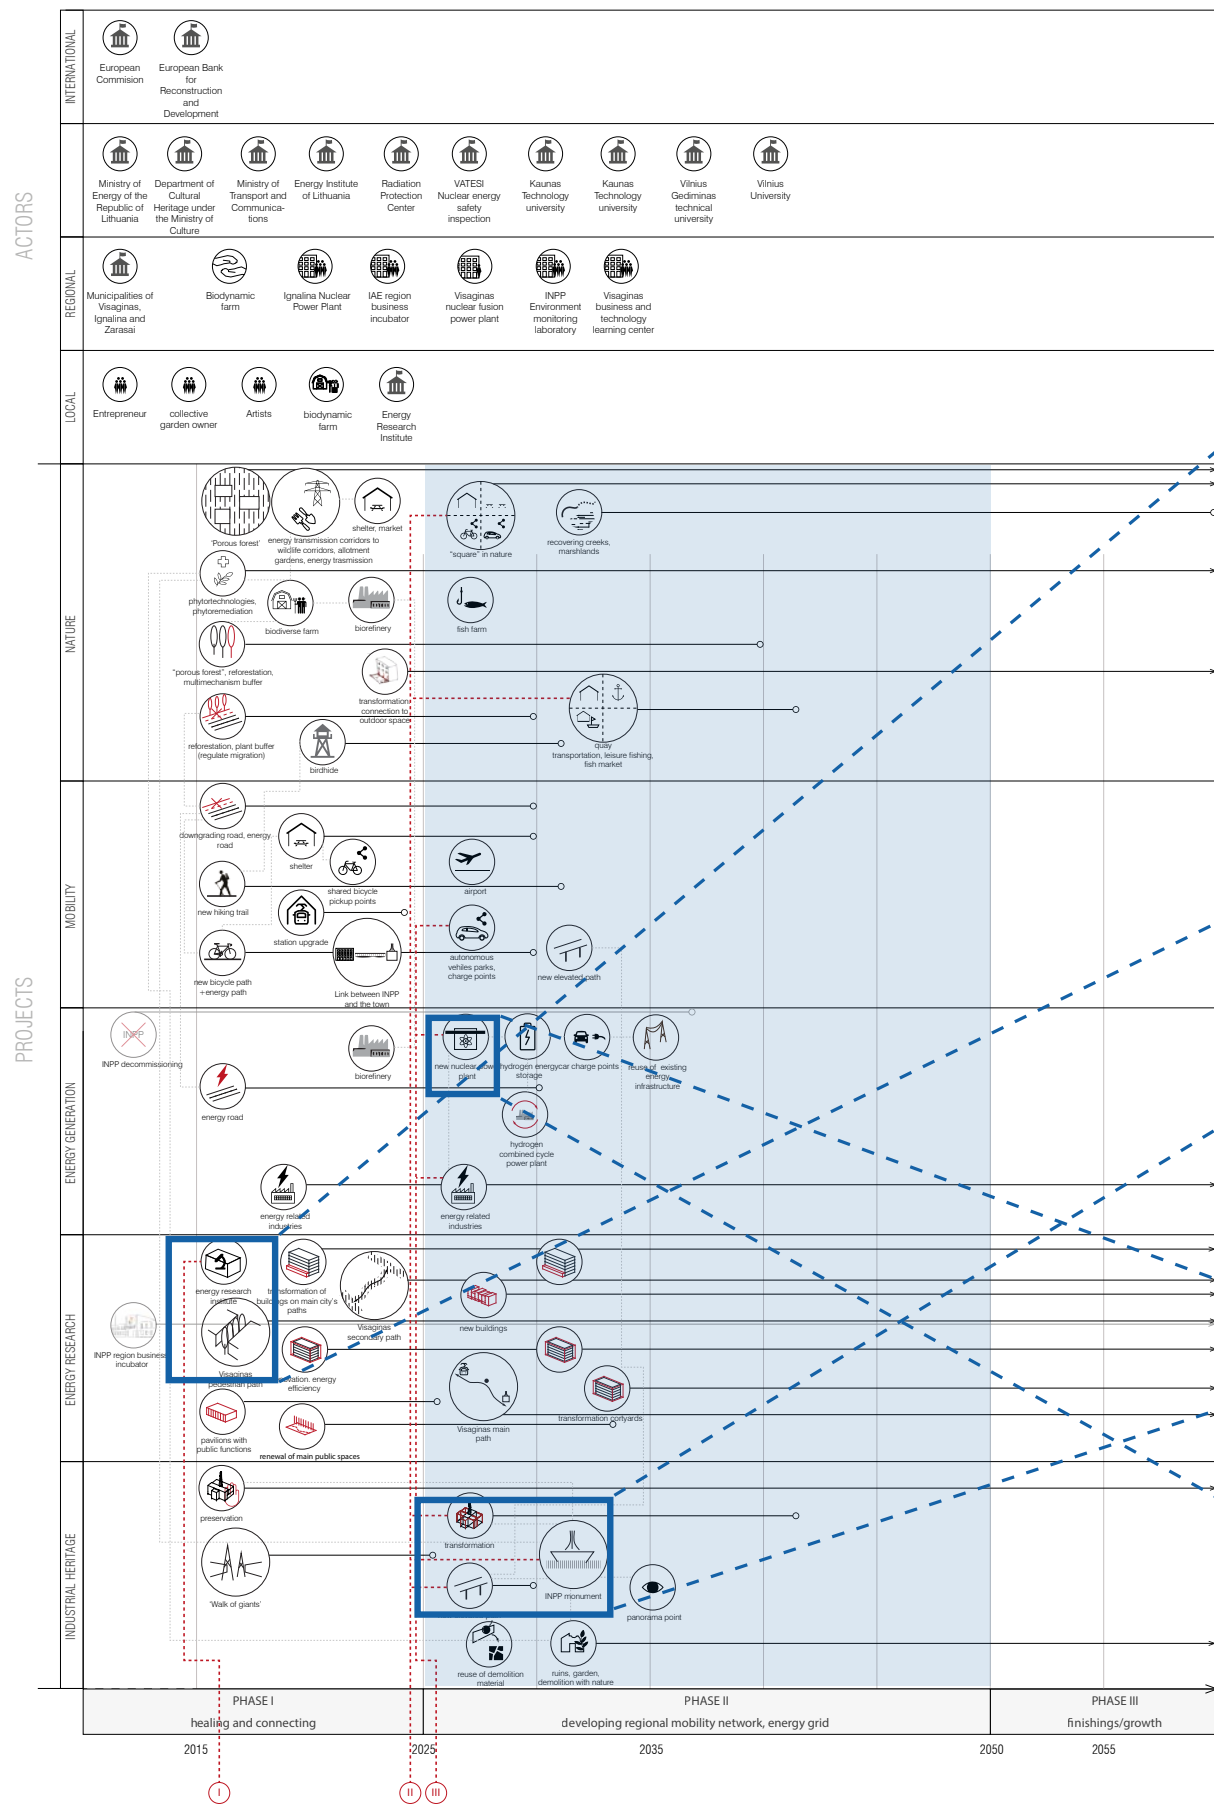 ACTORS
INTERNATIONAL
European
Commision
European Bank
for
Reconstruction
and
Development
Ministry of
Energy of the
Republic of
Lithuania
Department of
Cultural
Heritage under
the Ministry of
Culture
Ministry of
Transport and
Communica-
tions
Energy Institute
of Lithuania
Radiation
Protection
Center
VATESI
Nuclear energy
safety
inspection
Kaunas
Technology
university
Kaunas
Technology
university
Vilnius
Gediminas
technical
university
Vilnius
University
REGIONAL
Municipalities of
Visaginas,
Ignalina and
Zarasai
Biodynamic
farm
Ignalina Nuclear
Power Plant
IAE region
business
incubator
Visaginas
nuclear fusion
power plant
INPP
Environment
monitoring
laboratory
Visaginas
business and
technology
learning center
LOCAL
Entrepreneur
collective
garden owner
Artists
biodynamic
farm
Energy
Research
Institute
PROJECTS
NATURE
'Porous forest'
energy transmission corridors to
wildlife corridors, allotment
gardens, energy trasmission
shelter, market
"square" in nature
recovering creeks,
marshlands
phytortechnologies,
phytoremediation
biodiverse farm
biorefinery
fish farm
"porous forest", reforestation,
multimechanism buffer
transformation
connection to
outdoor space
reforestation, plant buffer
(regulate migration)
birdhide
quay
transportation, leisure fishing,
fish market
MOBILITY
downgrading road, energy
road
shelter
shared bicycle
pickup points
airport
new hiking trail
station upgrade
new bicycle path
+energy path
Link between INPP
and the town
autonomous
vehiles parks,
charge points
new elevated path
ENERGY GENERATION
INPP
INPP decommissioning
biorefinery
new nuclear power
plant
hydrogen energy
storage
car charge points
reuse of existing
energy
infrastructure
energy road
hydrogen
combined cycle
power plant
energy related
industries
energy related
industries
ENERGY RESEARCH
energy research
institute
transformation of
buildings on main city's
paths
Visaginas
secondary path
new buildings
INPP region business
incubator
Visaginas
pedestrian path
efficiency
Visaginas main
path
transformation cortyards
pavilions with
public functions
renewal of main public spaces
INDUSTRIAL HERITAGE
preservation
transformation
'Walk of giants'
INPP monument
panorama point
reuse of demolition
material
ruins, garden,
demolition with nature
PHASE I
healing and connecting
PHASE II
developing regional mobility network, energy grid
PHASE III
finishings/growth
2015
2025
2035
2050
2055
I
II
III